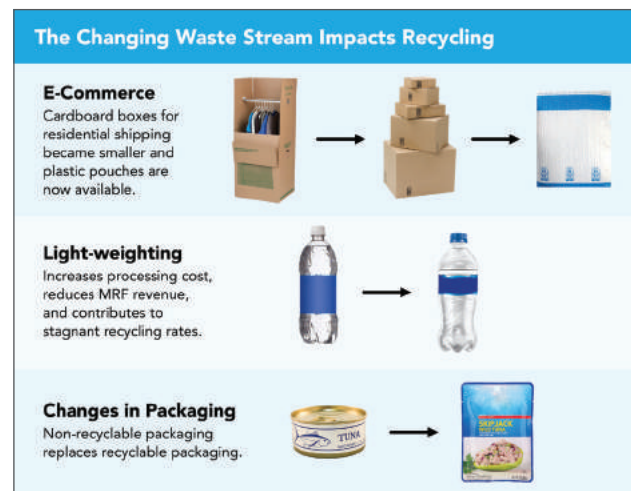 The Changing Waste Stream Impacts Recycling
E-Commerce
Cardboard boxes for
residential shipping
became smaller and
plastic pouches are
now available.
Light-weighting
Increases processing cost,
reduces MRF revenue,
and contributes to
stagnant recycling rates.
Changes in Packaging
Non-recyclable packaging
replaces recyclable packaging.
TUNA
SKIPJACK